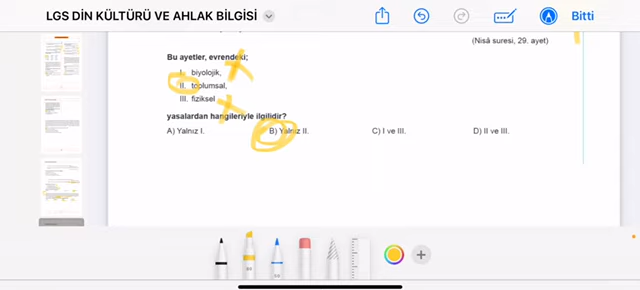 LGS DİN KÜLTÜRÜ VE AHLAK BİLGİSİ
Bitti
(Nisâ suresi, 29. ayet)
Bu ayetler, evrendeki;
I. biyolojik,
II. toplumsal,
III. fiziksel
yasalardan hangileriyle ilgilidir?
A) Yalnız I. B) Yalnız II. C) I ve III. D) II ve III.